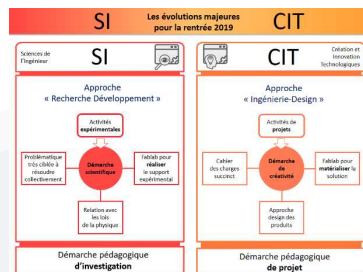 SI
Les évolutions majeures
pour la rentrée 2019
CIT
Sciences de
l'Ingénieur
SI
CIT
Création et
Innovation
Technologiques
Approche
« Recherche Développement »
Activités
expérimentales
Problématique
très ciblée à
résoudre
collectivement
Démarche
scientifique
Fablab pour
réaliser
le support
expérimental
Relation avec
les lois
de la physique
Démarche pédagogique
d'investigation
Approche
« Ingénierie-Design »
Activités de
projets
Cahier
des charges
succinct
Démarche
de
créativité
Fablab pour
matérialiser la
solution
Approche
design des
produits
Démarche pédagogique
de projet